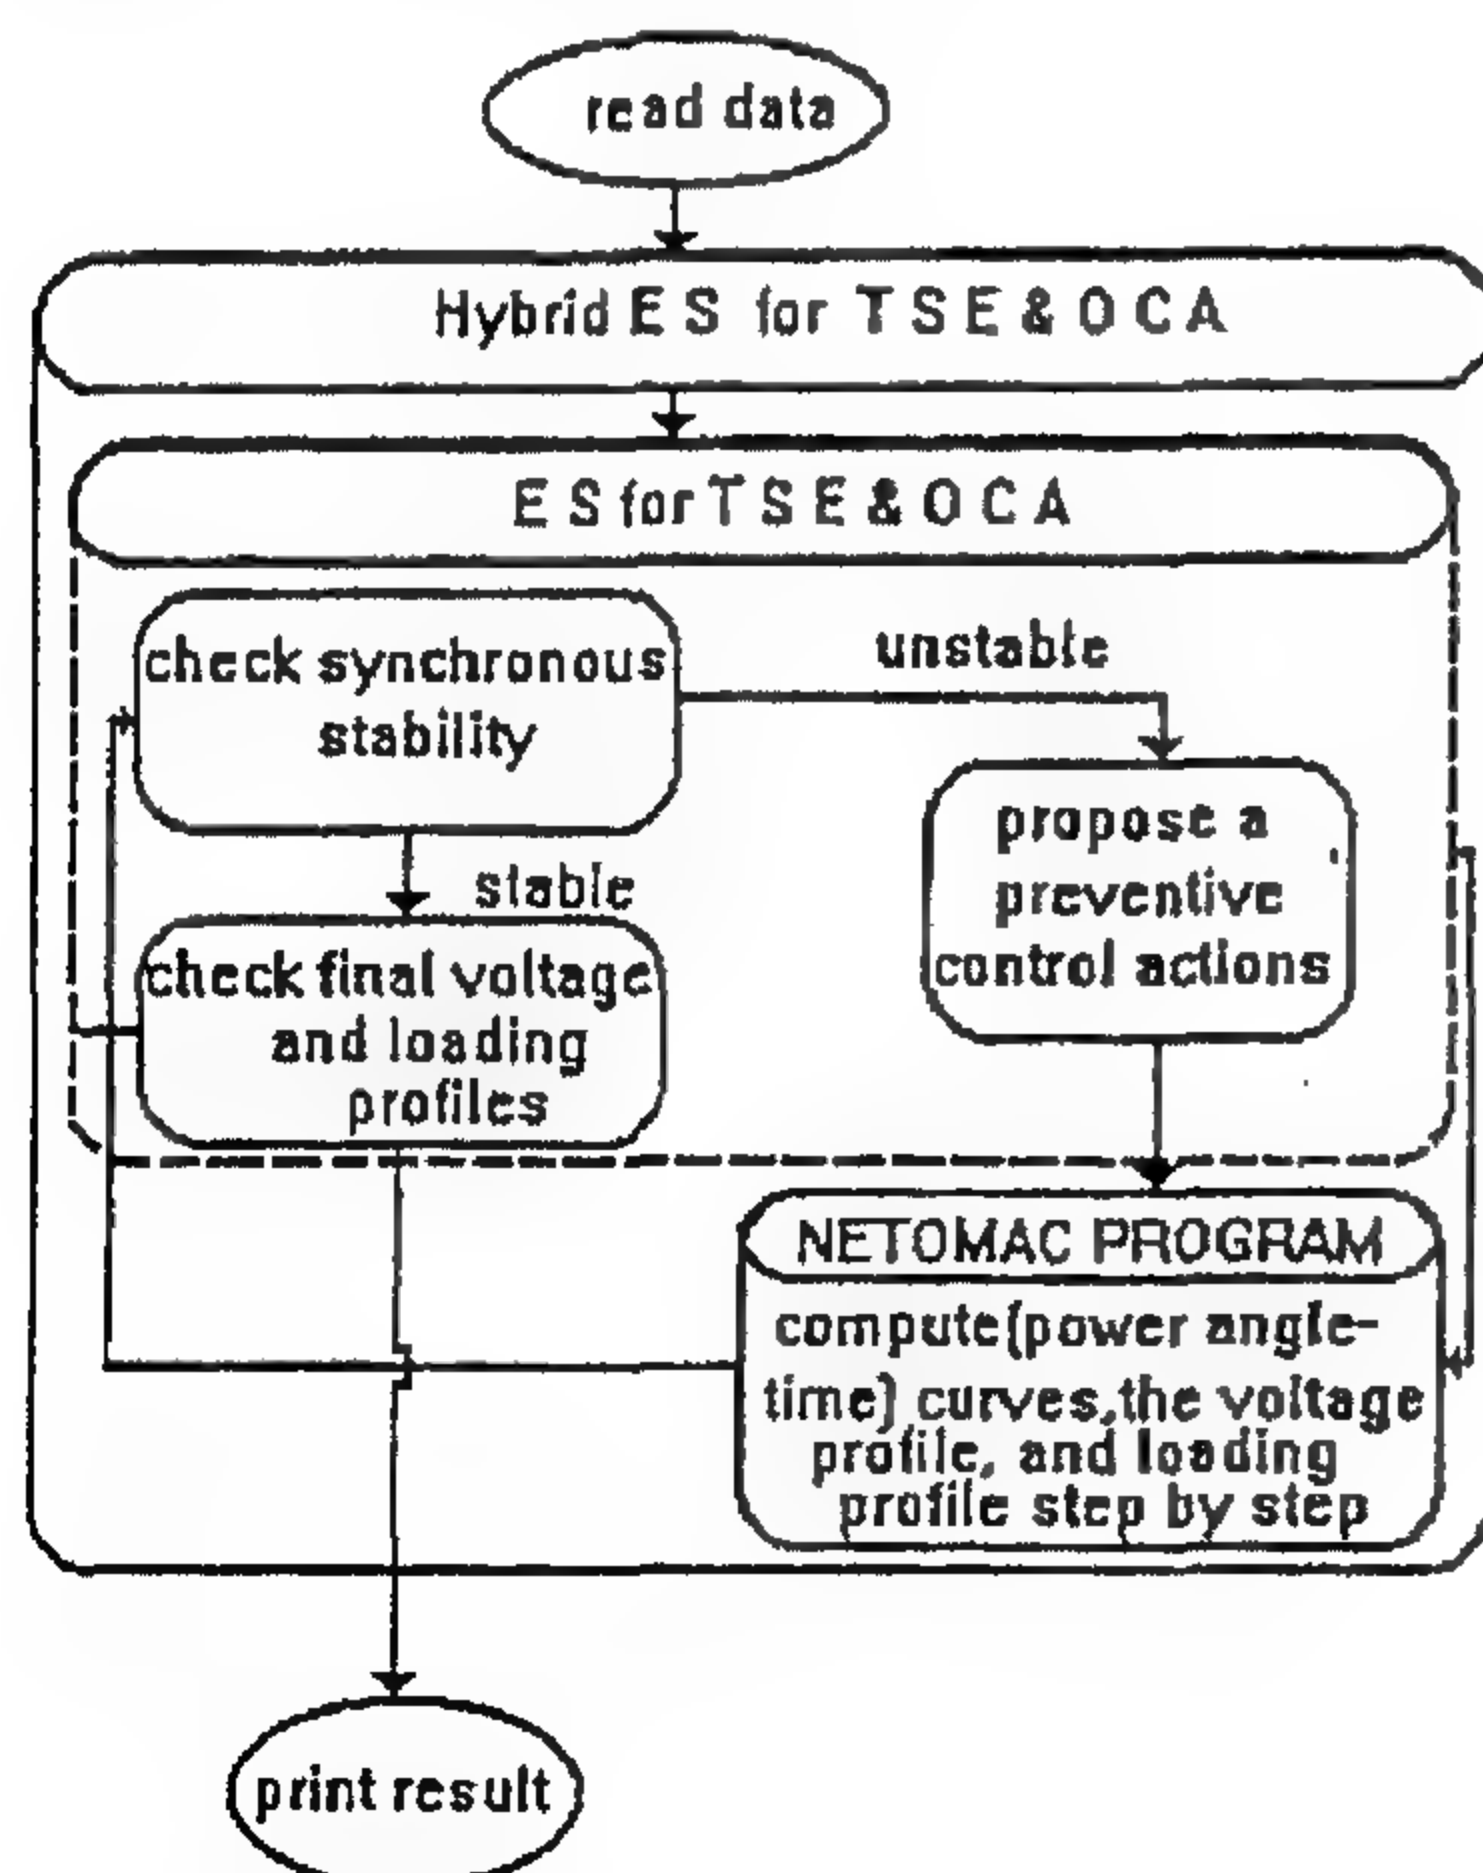 read data
Hybrid E S for T S E & O C A
E S for T S E & O C A
check synchronous
stability
unstable
stable
propose a
preventive
control actions
check final voltage
and loading
profiles
NETOMAC PROGRAM
compute(power angle-
time) curves,the voltage
profile, and loading
profile step by step
print result